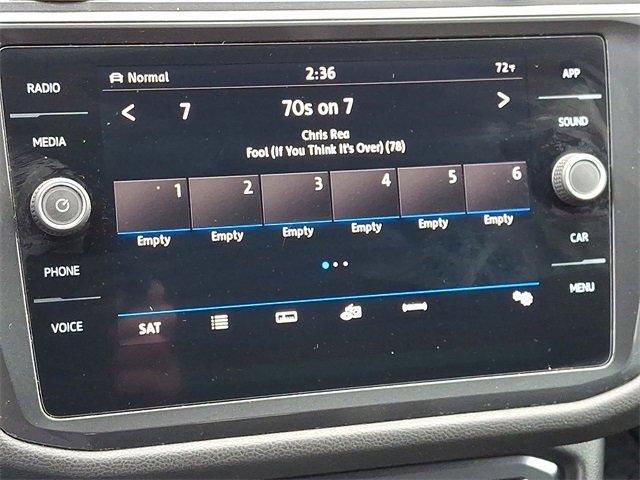 RADIO
MEDIA
PHONE
VOICE
Normal
2:36
72°F
7
70s on 7
Chris Rea
Fool (If You Think It's Over) (78)
1 2 3 4 5 6
Empty Empty Empty Empty Empty Empty
SAT
APP
SOUND
CAR
MENU